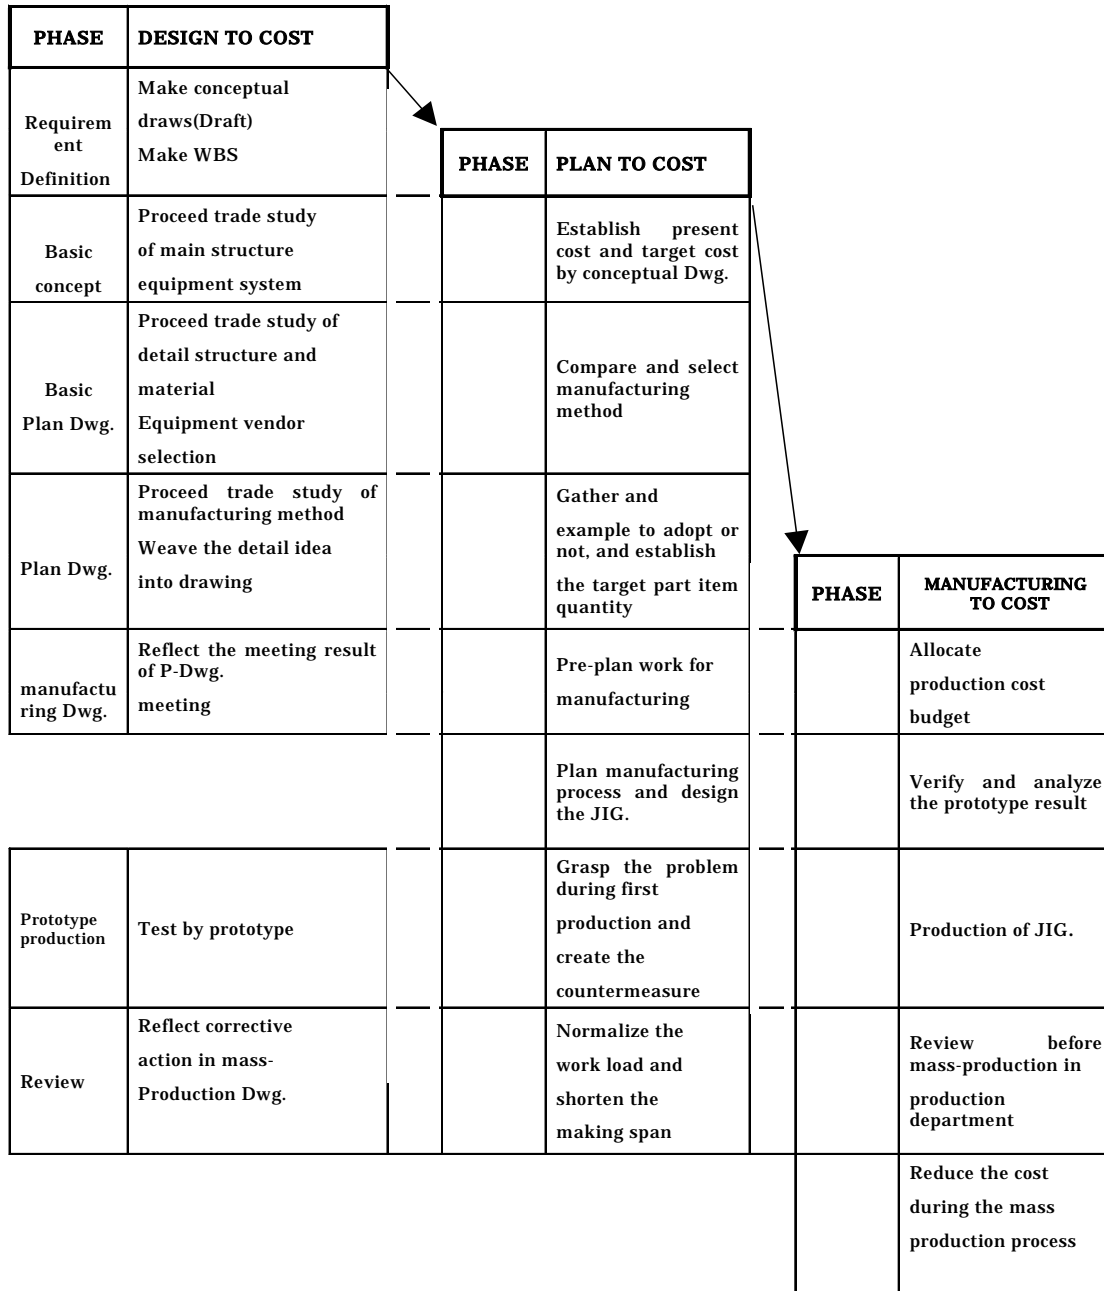 PHASE
DESIGN TO COST
Requirem
ent
Definition
Make conceptual
draws(Draft)
Make WBS
PHASE
PLAN TO COST
Basic
concept
Proceed trade study
of main structure
equipment system
Establish present
cost and target cost
by conceptual Dwg.
Basic
Plan Dwg.
Proceed trade study of
detail structure and
material
Equipment vendor
selection
Compare and select
manufacturing
method
Plan Dwg.
Proceed trade study of
manufacturing method
Weave the detail idea
into drawing
Gather and
example to adopt or
not, and establish
the target part item
quantity
PHASE
MANUFACTURING
TO COST
manufactu
ring Dwg.
Reflect the meeting result
of P-Dwg.
meeting
Pre-plan work for
manufacturing
Allocate
production cost
budget
Plan manufacturing
process and design
the JIG.
Verify and analyze
the prototype result
Prototype
production
Test by prototype
Grasp the problem
during first
production and
create the
countermeasure
Production of JIG.
Review
Reflect corrective
action in mass-
Production Dwg.
Normalize the
work load and
shorten the
making span
Review before
mass-production in
production
department
Reduce the cost
during the mass
production process